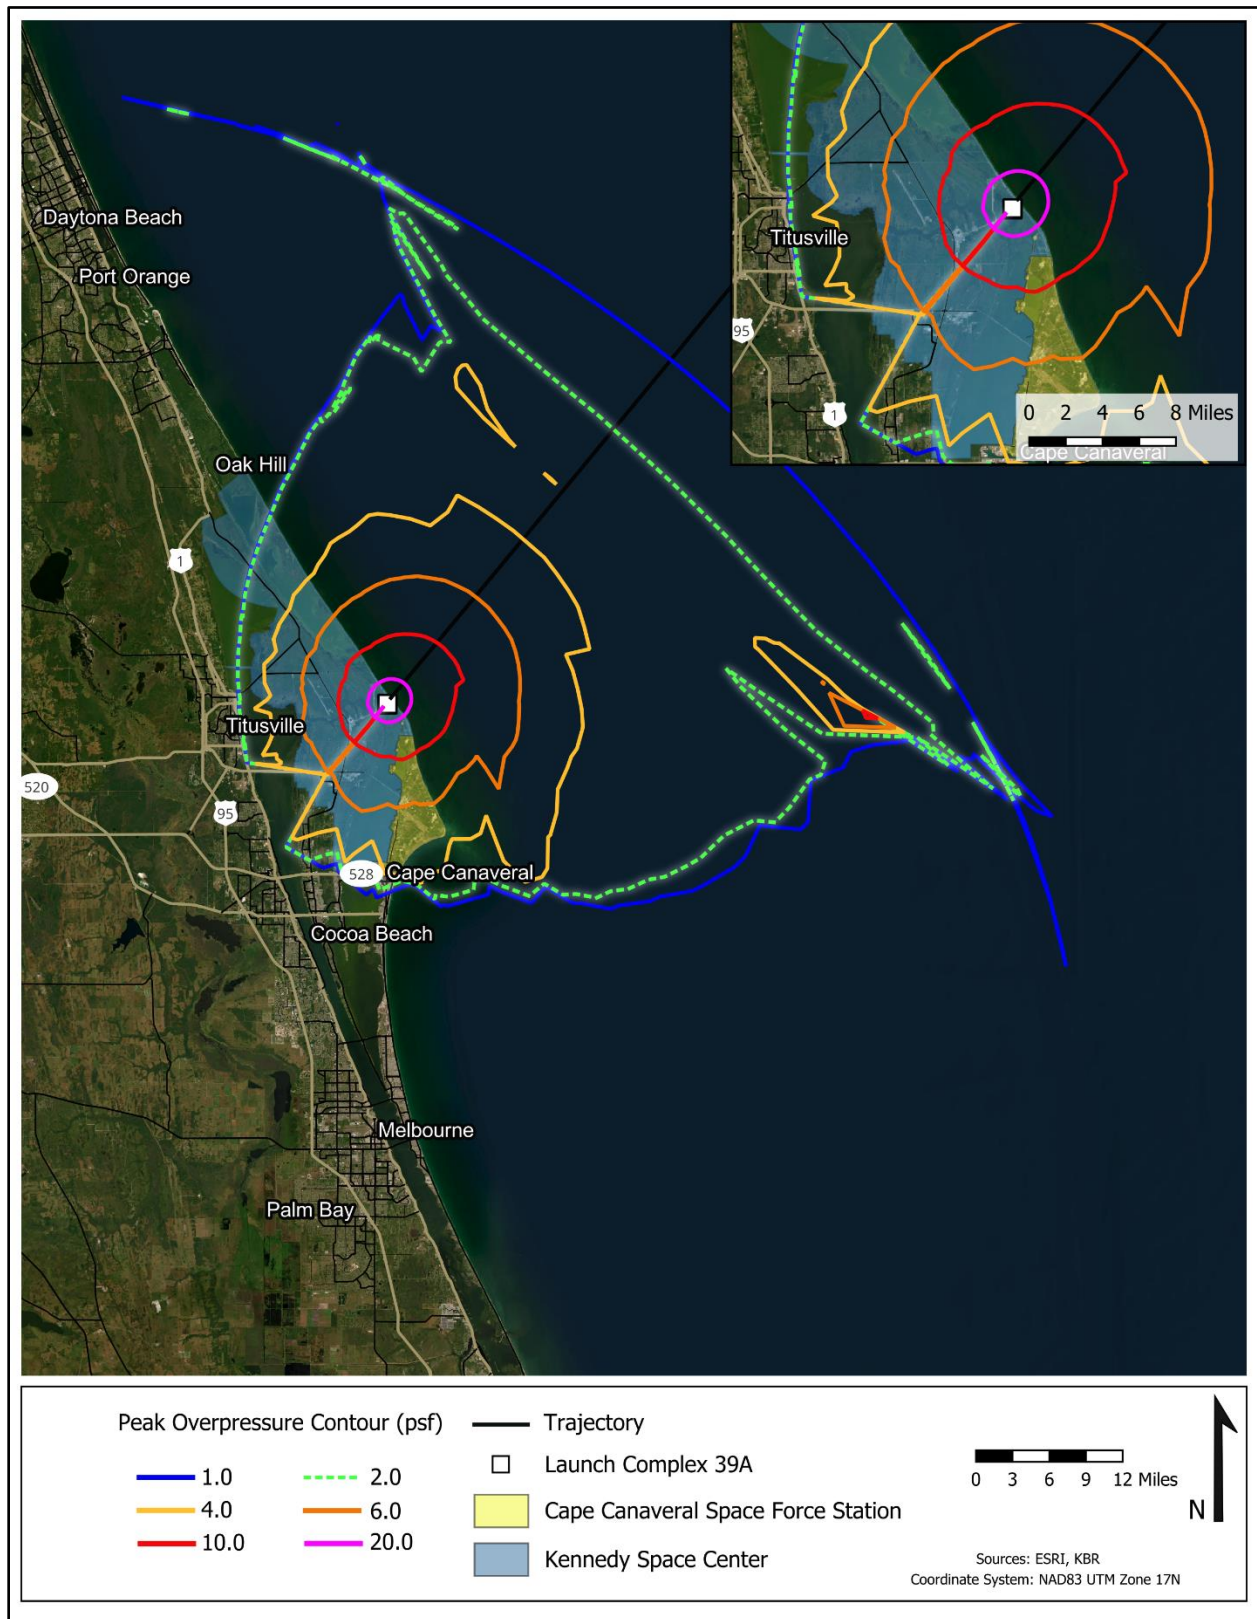 Daytona Beach
Port Orange
Oak Hill
1
Titusville
520
95
528
Cape Canaveral
Cocoa Beach
Melbourne
Palm Bay
Titusville
95
1
0 2 4 6 8 Miles
Cape Canaveral
Peak Overpressure Contour (psf)
1.0
2.0
4.0
6.0
10.0
20.0
Trajectory
Launch Complex 39A
Cape Canaveral Space Force Station
Kennedy Space Center
0 3 6 9 12 Miles
N
Sources: ESRI, KBR
Coordinate System: NAD83 UTM Zone 17N